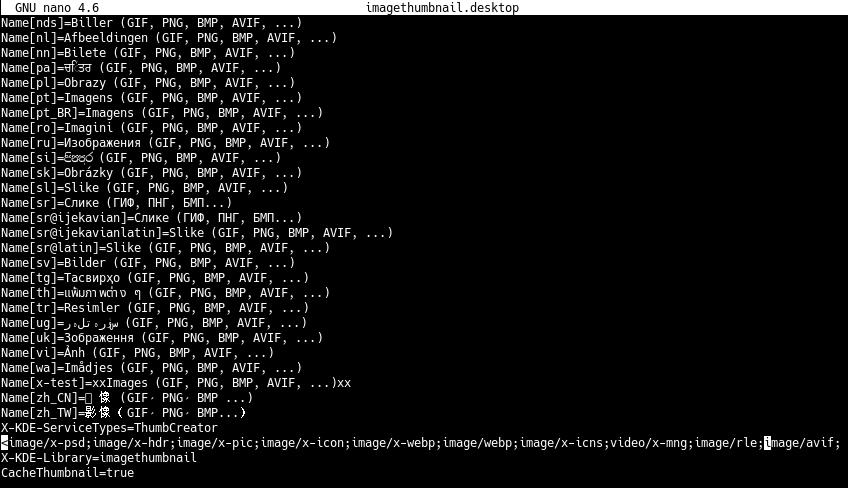 GNU nano 4.6 imagethumbnail.desktop
Name[nds]=Biller (GIF, PNG, BMP, AVIF, ...)
Name[nl]=Afbeeldingen (GIF, PNG, BMP, AVIF, ...)
Name[nn]=Bilete (GIF, PNG, BMP, AVIF, ...)
Name[pa]=ਚਿੱਤਰ (GIF, PNG, BMP, AVIF, ...)
Name[pl]=Obrazy (GIF, PNG, BMP, AVIF, ...)
Name[pt]=Imagens (GIF, PNG, BMP, AVIF, ...)
Name[pt_BR]=Imagens (GIF, PNG, BMP, AVIF, ...)
Name[ro]=Imagini (GIF, PNG, BMP, AVIF, ...)
Name[ru]=Изображения (GIF, PNG, BMP, AVIF, ...)
Name[si]= (GIF, PNG, BMP, AVIF, ...)
Name[sk]=Obrázky (GIF, PNG, BMP, AVIF, ...)
Name[sl]=Slike (GIF, PNG, BMP, AVIF, ...)
Name[sr]=Слике (ГИФ, ПНГ, БМП...)
Name[sr@ijekavian]=Слике (ГИФ, ПНГ, БМП...)
Name[sr@ijekavianlatin]=Slike (GIF, PNG, BMP, AVIF, ...)
Name[sr@latin]=Slike (GIF, PNG, BMP, AVIF, ...)
Name[sv]=Bilder (GIF, PNG, BMP, AVIF, ...)
Name[tg]=Тасвирҳо (GIF, PNG, BMP, AVIF, ...)
Name[th]=แฟ้มภาพต่าง ๆ (GIF, PNG, BMP, AVIF, ...)
Name[tr]=Resimler (GIF, PNG, BMP, AVIF, ...)
Name[ug]= (GIF, PNG, BMP, AVIF, ...)
Name[uk]=Зображення (GIF, PNG, BMP, AVIF, ...)
Name[vi]=Ảnh (GIF, PNG, BMP, AVIF, ...)
Name[wa]=Imådjes (GIF, PNG, BMP, AVIF, ...)
Name[x-test]=xxImages (GIF, PNG, BMP, AVIF, ...)xx
Name[zh_CN]= 像 (GIF, PNG, BMP ...)
Name[zh_TW]=影像 (GIF, PNG, BMP...)
X-KDE-ServiceTypes=ThumbCreator
<image/x-psd;image/x-hdr;image/x-pic;image/x-icon;image/x-webp;image/webp;image/x-icns;video/x-mng;image/rle;image/avif;
X-KDE-Library=imagethumbnail
CacheThumbnail=true